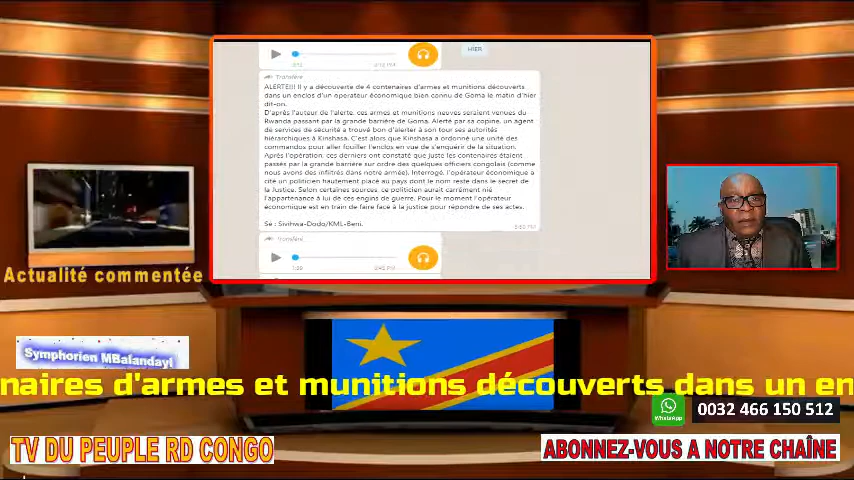 HIER
3:12 PM
Transféré
ALERTE!!! Il y a découverte de 4 contenaires d'armes et munitions découverts
dans un enclos d'un operateur économique bien connu de Goma le matin d'hier
dit-on.
D'après l'auteur de l'alerte, ces armes et munitions neuves seraient venues du
Rwanda passant par la grande barrière de Goma. Alerté par sa copine, un agent
de services de sécurité a trouvé bon d'alerter à son tour ses autorités
hiérarchiques à Kinshasa. C'est alors que Kinshasa a ordonné une unité des
commandos pour aller fouiller l'enclos en vue de s'enquérir de la situation.
Après l'opération, ces derniers ont constaté que juste les contenaires étaient
passés par la grande barrière sur ordre des quelques officiers congolais (comme
nous avons des infiltrés dans notre armée). Interrogé, l'opérateur économique a
cité un politicien hautement placé au pays dont le nom reste dans le secret de
la Justice. Selon certaines sources, ce politicien aurait carrément nié
l'appartenance à lui de ces engins de guerre. Pour le moment l'opérateur
économique est en train de faire face à la justice pour répondre de ses actes.
Sé : Sivihwa-Dodo/KML-Beni.
Transféré
Actualité commentée
Symphorien MBalandayi
naires d'armes et munitions découverts dans un en
WhatsApp
0032 466 150 512
TV DU PEUPLE RD CONGO
ABONNEZ-VOUS A NOTRE CHAÎNE